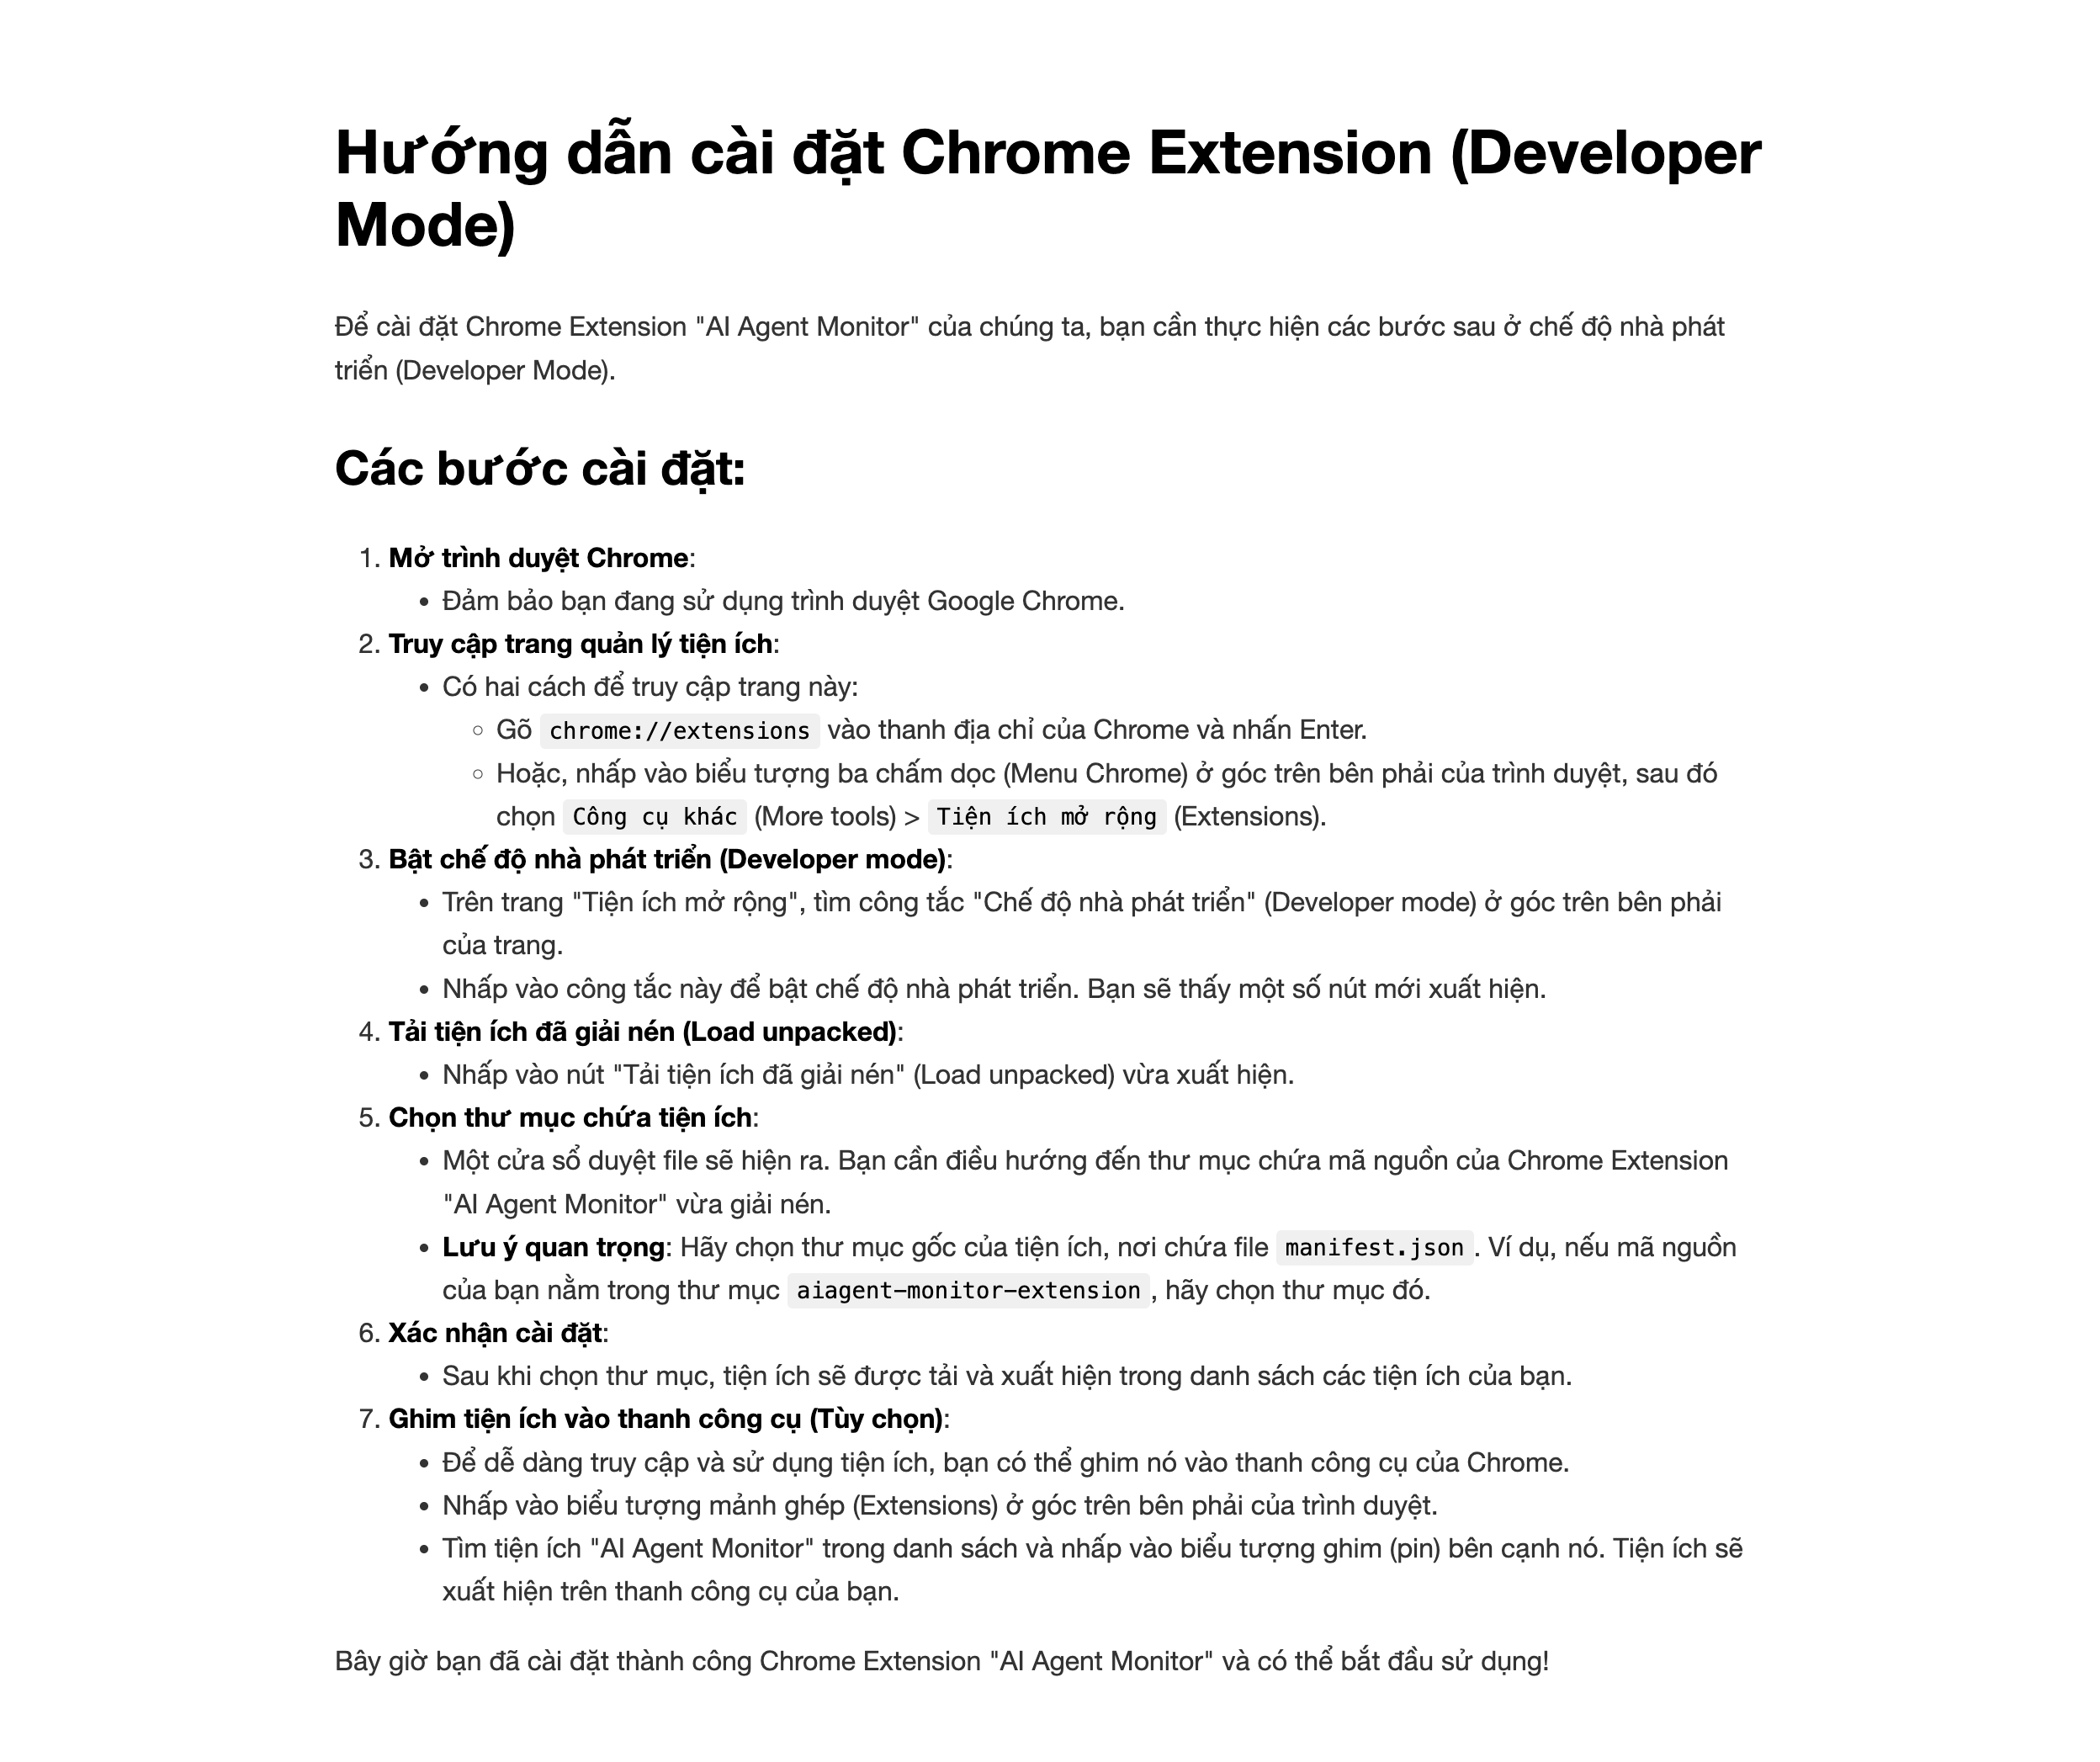 Hướng dẫn cài đặt Chrome Extension (Developer
Mode)
Để cài đặt Chrome Extension "AI Agent Monitor" của chúng ta, bạn cần thực hiện các bước sau ở chế độ nhà phát
triển (Developer Mode).
Các bước cài đặt:
1. Mở trình duyệt Chrome:
• Đảm bảo bạn đang sử dụng trình duyệt Google Chrome.
2. Truy cập trang quản lý tiện ích:
• Có hai cách để truy cập trang này:
◦ Gõ chrome://extensions vào thanh địa chỉ của Chrome và nhấn Enter.
◦ Hoặc, nhấp vào biểu tượng ba chấm dọc (Menu Chrome) ở góc trên bên phải của trình duyệt, sau đó
chọn Công cụ khác (More tools) > Tiện ích mở rộng (Extensions).
3. Bật chế độ nhà phát triển (Developer mode):
• Trên trang "Tiện ích mở rộng", tìm công tắc "Chế độ nhà phát triển" (Developer mode) ở góc trên bên phải
của trang.
• Nhấp vào công tắc này để bật chế độ nhà phát triển. Bạn sẽ thấy một số nút mới xuất hiện.
4. Tải tiện ích đã giải nén (Load unpacked):
• Nhấp vào nút "Tải tiện ích đã giải nén" (Load unpacked) vừa xuất hiện.
5. Chọn thư mục chứa tiện ích:
• Một cửa sổ duyệt file sẽ hiện ra. Bạn cần điều hướng đến thư mục chứa mã nguồn của Chrome Extension
"AI Agent Monitor" vừa giải nén.
• Lưu ý quan trọng: Hãy chọn thư mục gốc của tiện ích, nơi chứa file manifest.json. Ví dụ, nếu mã nguồn
của bạn nằm trong thư mục aiagent-monitor-extension, hãy chọn thư mục đó.
6. Xác nhận cài đặt:
• Sau khi chọn thư mục, tiện ích sẽ được tải và xuất hiện trong danh sách các tiện ích của bạn.
7. Ghim tiện ích vào thanh công cụ (Tùy chọn):
• Để dễ dàng truy cập và sử dụng tiện ích, bạn có thể ghim nó vào thanh công cụ của Chrome.
• Nhấp vào biểu tượng mảnh ghép (Extensions) ở góc trên bên phải của trình duyệt.
• Tìm tiện ích "AI Agent Monitor" trong danh sách và nhấp vào biểu tượng ghim (pin) bên cạnh nó. Tiện ích sẽ
xuất hiện trên thanh công cụ của bạn.
Bây giờ bạn đã cài đặt thành công Chrome Extension "AI Agent Monitor" và có thể bắt đầu sử dụng!